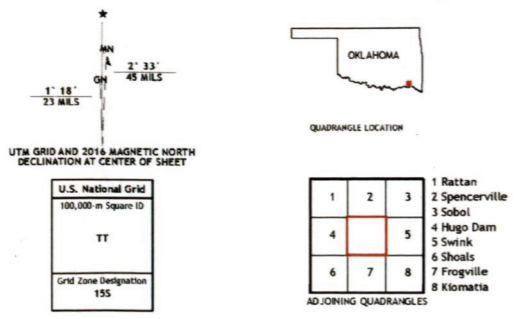 ★
MN
GN
2° 33´
45 MILS
1° 18´
23 MILS
UTM GRID AND 2016 MAGNETIC NORTH
DECLINATION AT CENTER OF SHEET
U.S. National Grid
100,000-m Square ID
TT
Grid Zone Designation
15S
OKLAHOMA
QUADRANGLE LOCATION
1 2 3
4 5
6 7 8
1 Rattan
2 Spencerville
3 Sobol
4 Hugo Dam
5 Swink
6 Shoals
7 Frogville
8 Kiomatia
ADJOINING QUADRANGLES